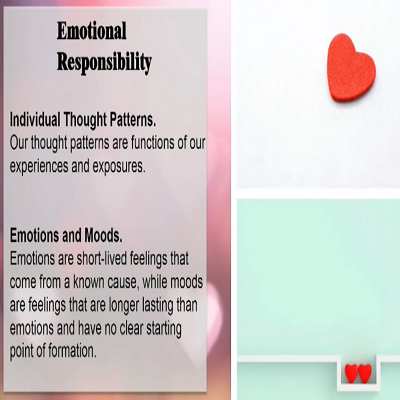 Emotional
Responsibility
Individual Thought Patterns.
Our thought patterns are functions of our
experiences and exposures.
Emotions and Moods.
Emotions are short-lived feelings that
come from a known cause, while moods
are feelings that are longer lasting than
emotions and have no clear starting
point of formation.